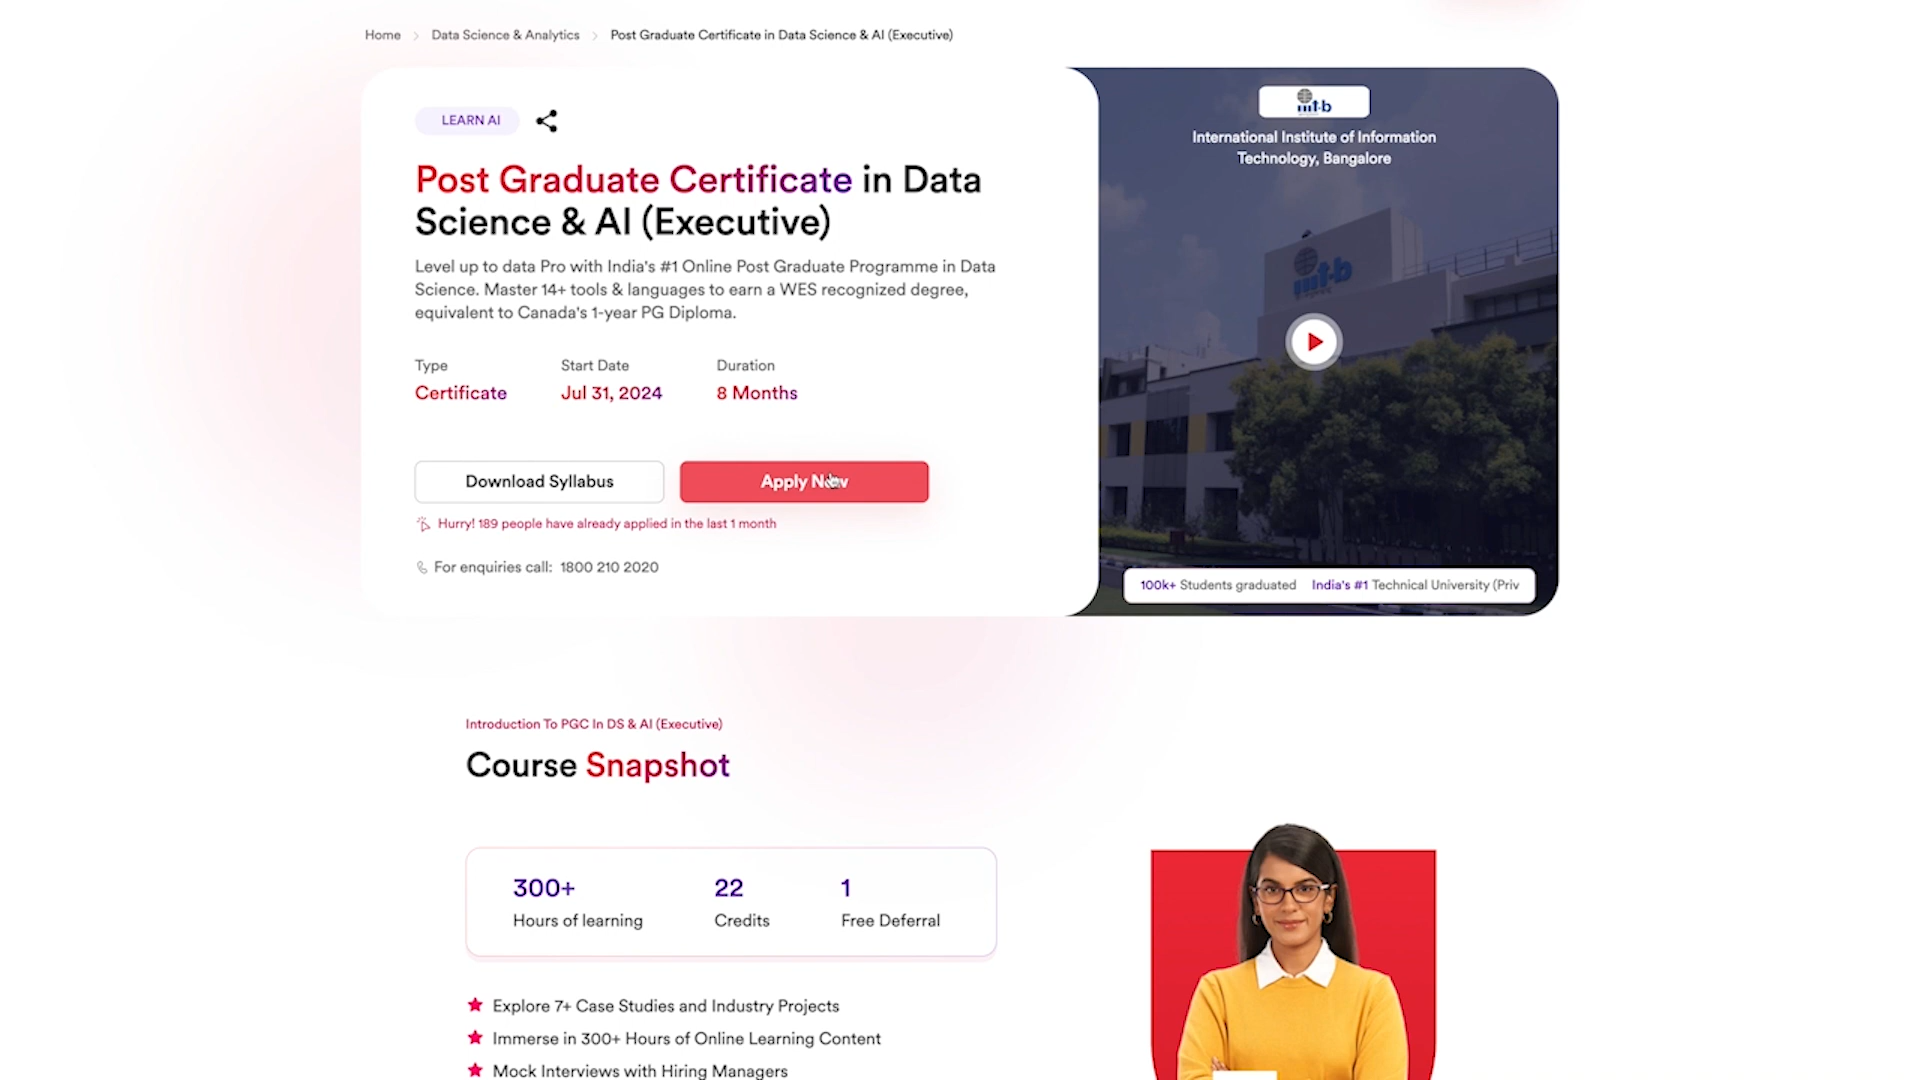 Home
Data Science & Analytics
Post Graduate Certificate in Data Science & AI (Executive)
LEARN AI
Post Graduate Certificate in Data
Science & AI (Executive)
Level up to data Pro with India's #1 Online Post Graduate Programme in Data
Science. Master 14+ tools & languages to earn a WES recognized degree,
equivalent to Canada's 1-year PG Diploma.
Type
Certificate
Start Date
Jul 31, 2024
Duration
8 Months
Download Syllabus
Apply Now
Hurry! 189 people have already applied in the last 1 month
For enquiries call: 1800 210 2020
iiit-b
International Institute of Information
Technology, Bangalore
iiit-b
100k+ Students graduated
India's #1 Technical University (Priv
Introduction To PGC In DS & AI (Executive)
Course Snapshot
300+
Hours of learning
22
Credits
1
Free Deferral
Explore 7+ Case Studies and Industry Projects
Immerse in 300+ Hours of Online Learning Content
Mock Interviews with Hiring Managers